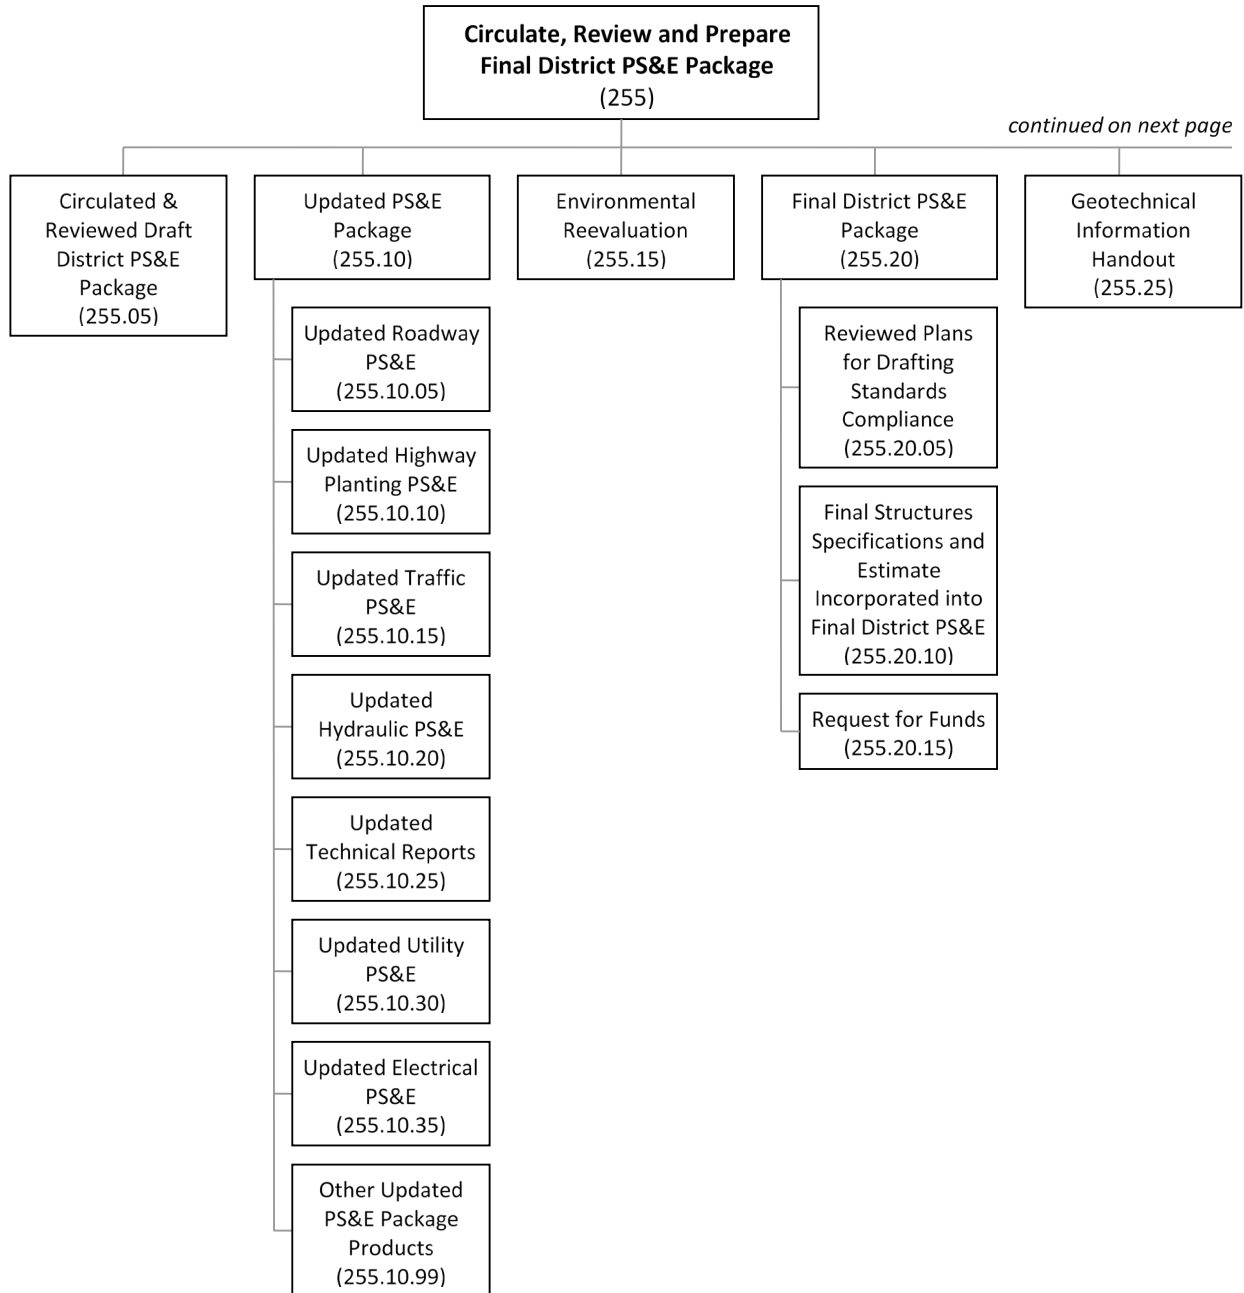 Circulate, Review and Prepare
Final District PS&E Package
(255)
continued on next page
Circulated &
Reviewed Draft
District PS&E
Package
(255.05)
Updated PS&E
Package
(255.10)
Environmental
Reevaluation
(255.15)
Final District PS&E
Package
(255.20)
Geotechnical
Information
Handout
(255.25)
Updated Roadway
PS&E
(255.10.05)
Updated Highway
Planting PS&E
(255.10.10)
Updated Traffic
PS&E
(255.10.15)
Updated
Hydraulic PS&E
(255.10.20)
Updated
Technical Reports
(255.10.25)
Updated Utility
PS&E
(255.10.30)
Updated Electrical
PS&E
(255.10.35)
Other Updated
PS&E Package
Products
(255.10.99)
Reviewed Plans
for Drafting
Standards
Compliance
(255.20.05)
Final Structures
Specifications and
Estimate
Incorporated into
Final District PS&E
(255.20.10)
Request for Funds
(255.20.15)